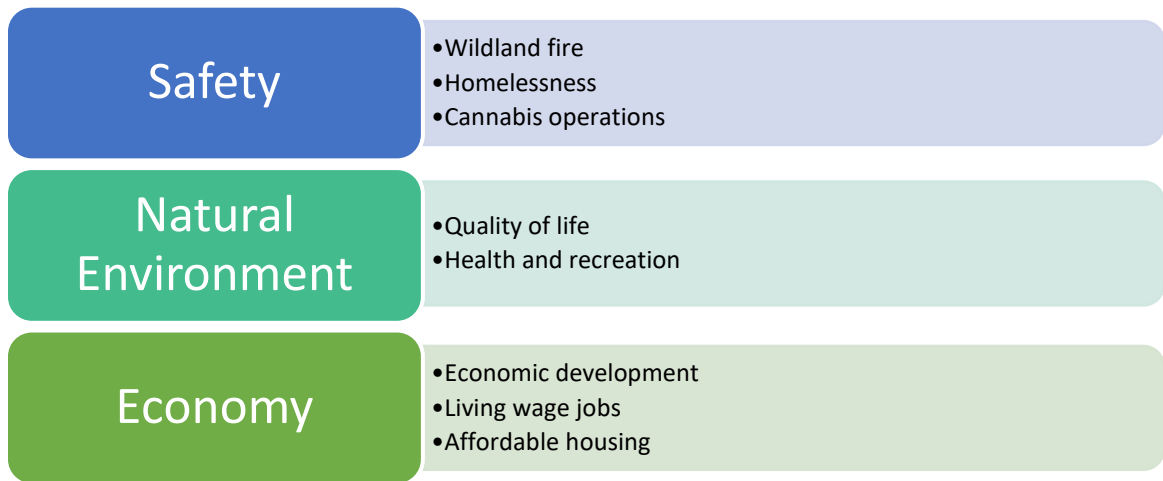 Safety
•Wildland fire
•Homelessness
•Cannabis operations
Natural
Environment
•Quality of life
•Health and recreation
Economy
•Economic development
•Living wage jobs
•Affordable housing